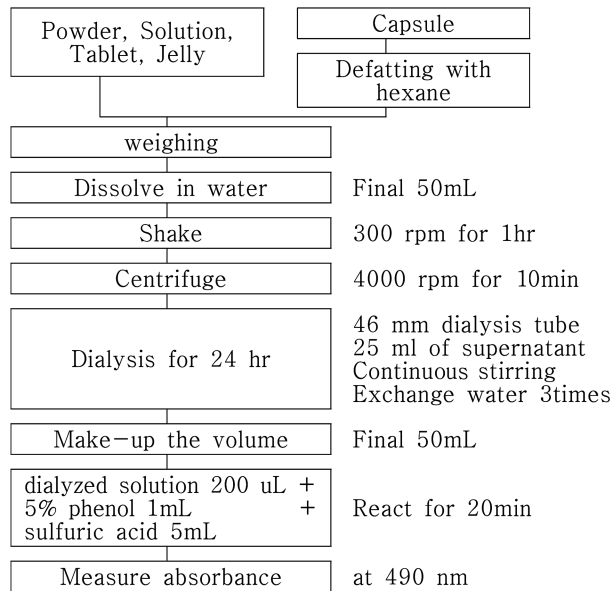 Powder, Solution,
Tablet, Jelly
Capsule
Defatting with
hexane
weighing
Dissolve in water
Final 50mL
Shake
300 rpm for 1hr
Centrifuge
4000 rpm for 10min
Dialysis for 24 hr
46 mm dialysis tube
25 ml of supernatant
Continuous stirring
Exchange water 3times
Make-up the volume
Final 50mL
dialyzed solution 200 uL +
5% phenol 1mL +
sulfuric acid 5mL
React for 20min
Measure absorbance
at 490 nm